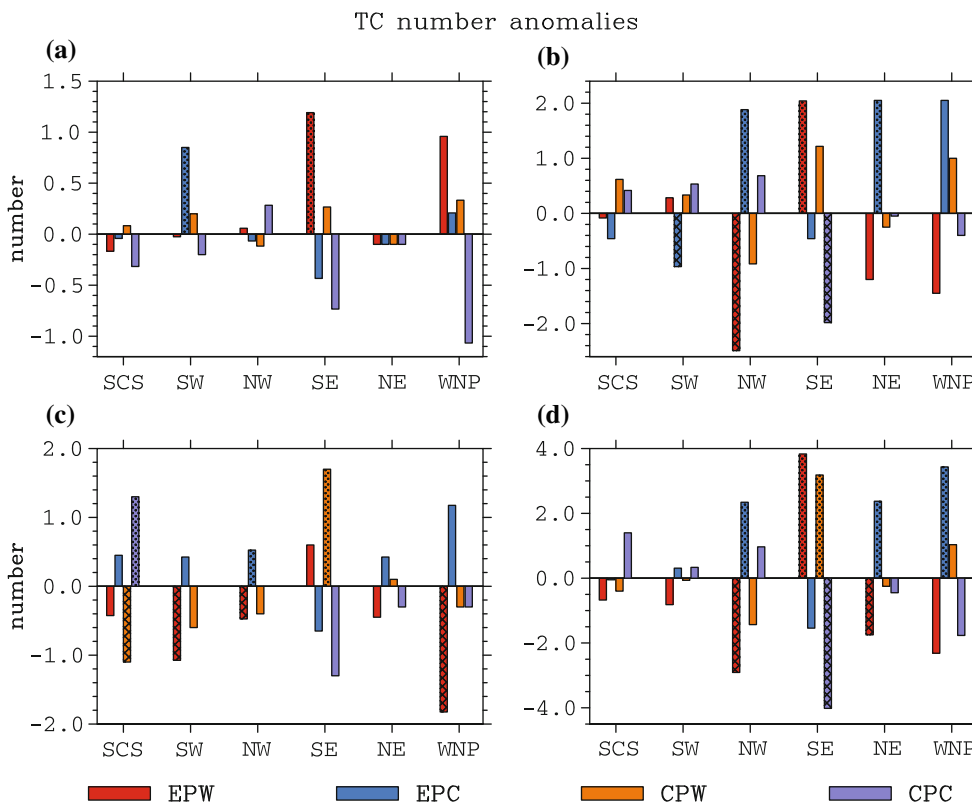 TC number anomalies
(a)
(b)
1.5
1.0
0.5
0.0
-0.5
-1.0
number
SCS SW NW SE NE WNP
2.0
1.0
0.0
-1.0
-2.0
SCS SW NW SE NE WNP
(c)
(d)
2.0
1.0
0.0
-1.0
-2.0
number
SCS SW NW SE NE WNP
4.0
2.0
0.0
-2.0
-4.0
SCS SW NW SE NE WNP
EPW EPC CPW CPC